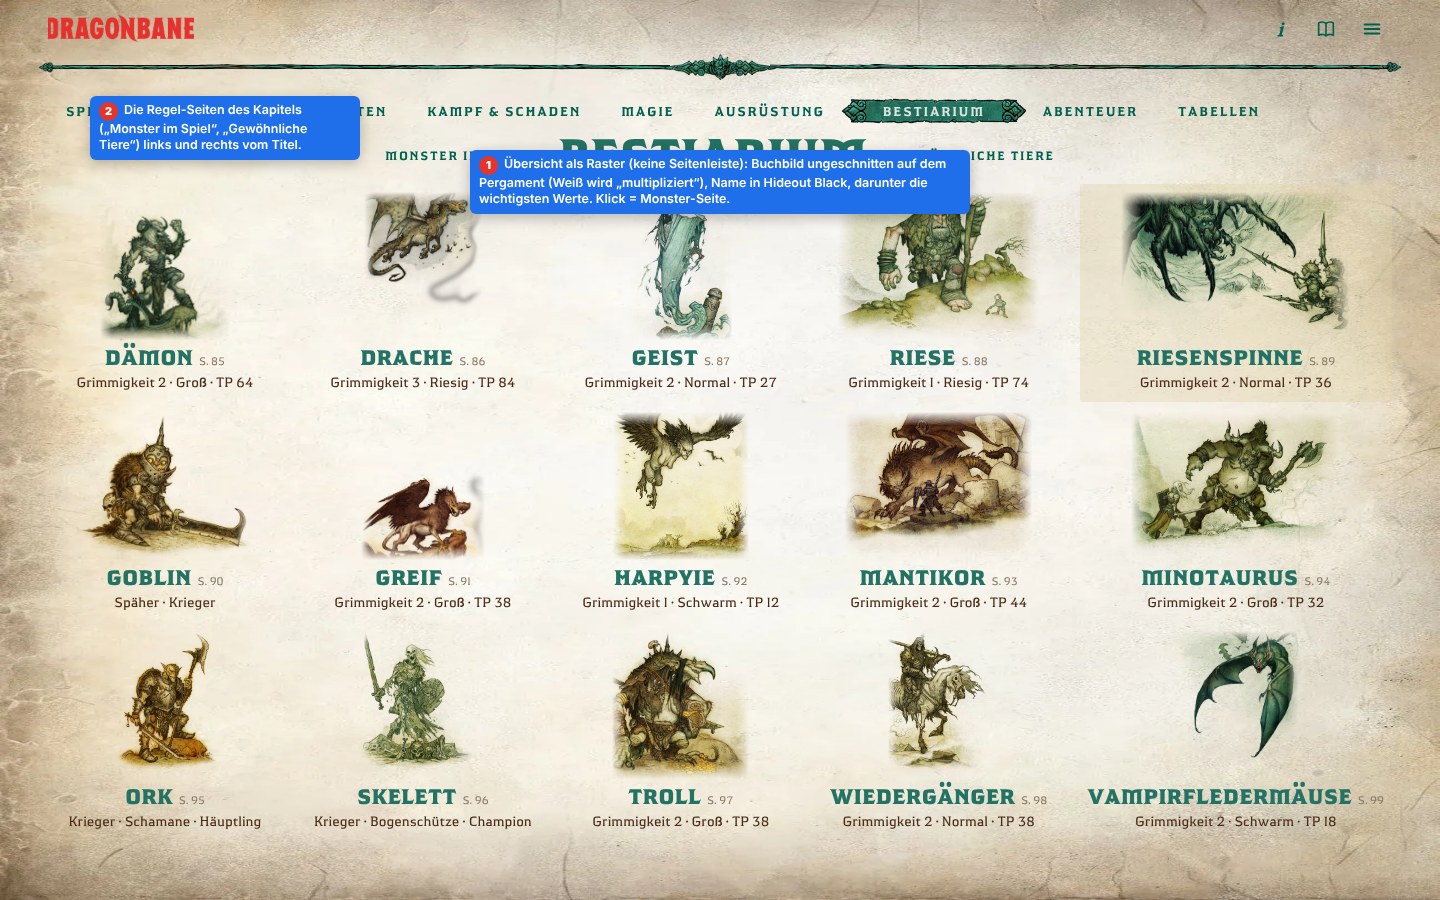 DRAGONBANE
i
SP
2 Die Regel-Seiten des Kapitels
(„Monster im Spiel“, „Gewöhnliche
Tiere“) links und rechts vom Titel.
TEN
KAMPF & SCHADEN
MAGIE
AUSRÜSTUNG
BESTIARIUM
ABENTEUER
TABELLEN
MONSTER I
BESTIARIUM
ICHE TIERE
1 Übersicht als Raster (keine Seitenleiste): Buchbild ungeschnitten auf dem
Pergament (Weiß wird „multipliziert“), Name in Hideout Black, darunter die
wichtigsten Werte. Klick = Monster-Seite.
DÄMON S. 85
Grimmigkeit 2 · Groß · TP 64
DRACHE S. 86
Grimmigkeit 3 · Riesig · TP 84
GEIST S. 87
Grimmigkeit 2 · Normal · TP 27
RIESE S. 88
Grimmigkeit 1 · Riesig · TP 74
RIESENSPINNE S. 89
Grimmigkeit 2 · Normal · TP 36
GOBLIN S. 90
Späher · Krieger
GREIF S. 91
Grimmigkeit 2 · Groß · TP 38
HARPYIE S. 92
Grimmigkeit 1 · Schwarm · TP 12
MANTIKOR S. 93
Grimmigkeit 2 · Groß · TP 44
MINOTAURUS S. 94
Grimmigkeit 2 · Groß · TP 32
ORK S. 95
Krieger · Schamane · Häuptling
SKELETT S. 96
Krieger · Bogenschütze · Champion
TROLL S. 97
Grimmigkeit 2 · Groß · TP 38
WIEDERGÄNGER S. 98
Grimmigkeit 2 · Normal · TP 38
VAMPIRFLEDERMÄUSE S. 99
Grimmigkeit 2 · Schwarm · TP 18